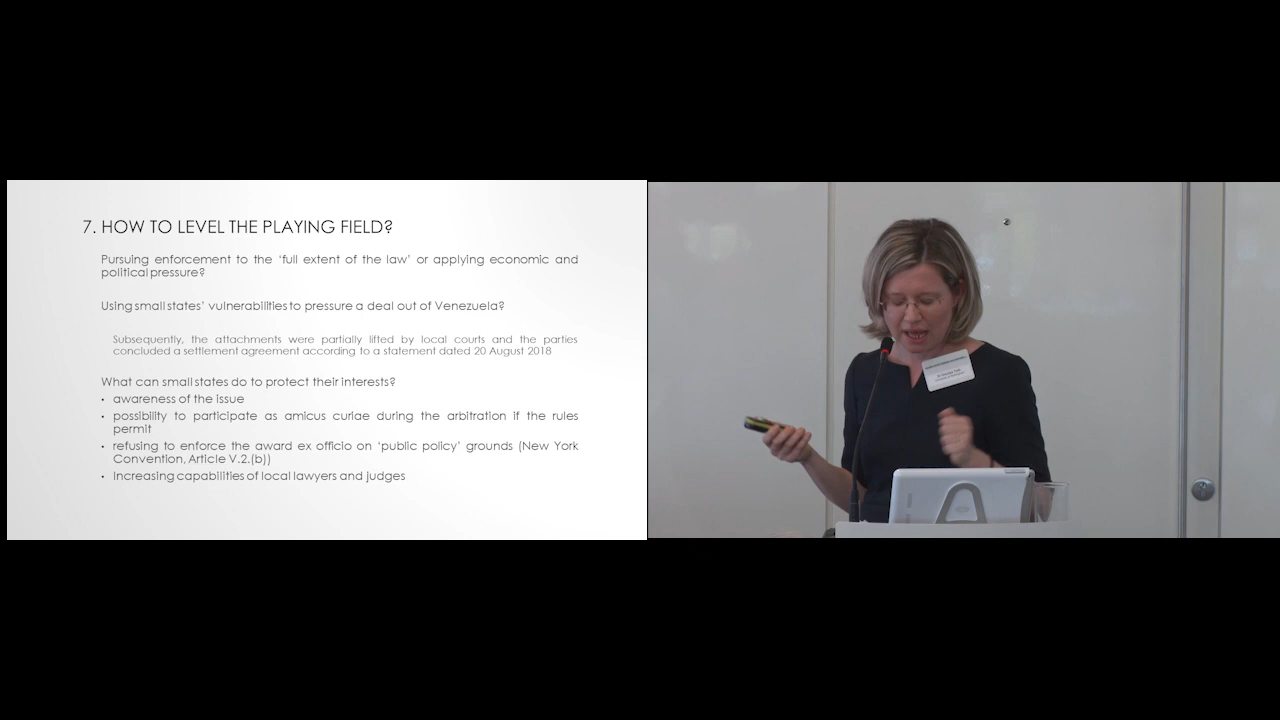 7. HOW TO LEVEL THE PLAYING FIELD?
Pursuing enforcement to the ‘full extent of the law’ or applying economic and
political pressure?
Using small states’ vulnerabilities to pressure a deal out of Venezuela?
Subsequently, the attachments were partially lifted by local courts and the parties
concluded a settlement agreement according to a statement dated 20 August 2018
What can small states do to protect their interests?
• awareness of the issue
• possibility to participate as amicus curiae during the arbitration if the rules
permit
• refusing to enforce the award ex officio on ‘public policy’ grounds (New York
Convention, Article V.2.(b))
• Increasing capabilities of local lawyers and judges